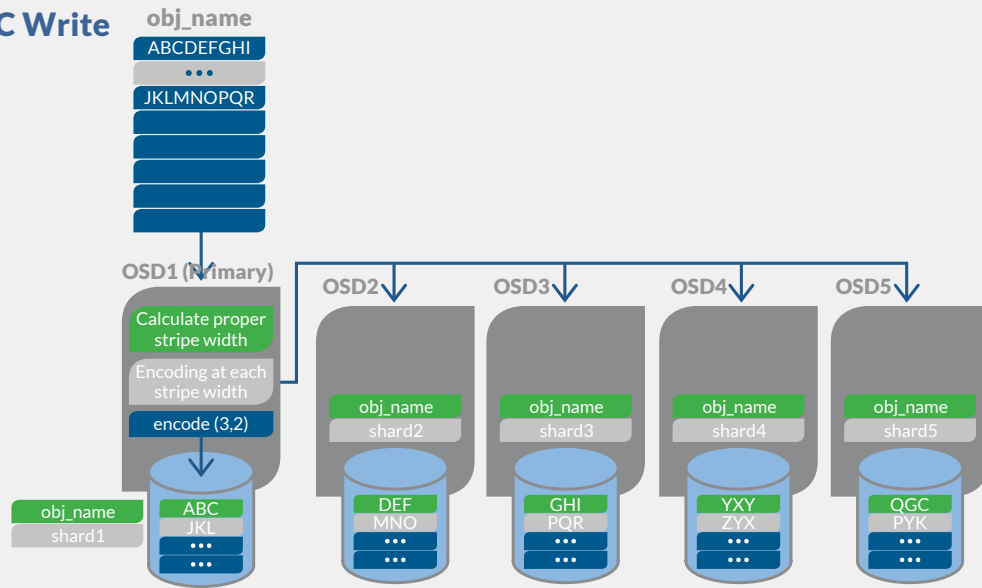 C Write
obj_name
ABCDEFGHI
•••
JKLMNOPQR
OSD1 (Primary)
Calculate proper
stripe width
Encoding at each
stripe width
encode (3,2)
obj_name
shard1
ABC
JKL
•••
•••
OSD2
obj_name
shard2
DEF
MNO
•••
•••
OSD3
obj_name
shard3
GHI
PQR
•••
•••
OSD4
obj_name
shard4
YXY
ZYX
•••
•••
OSD5
obj_name
shard5
QGC
PYK
•••
•••